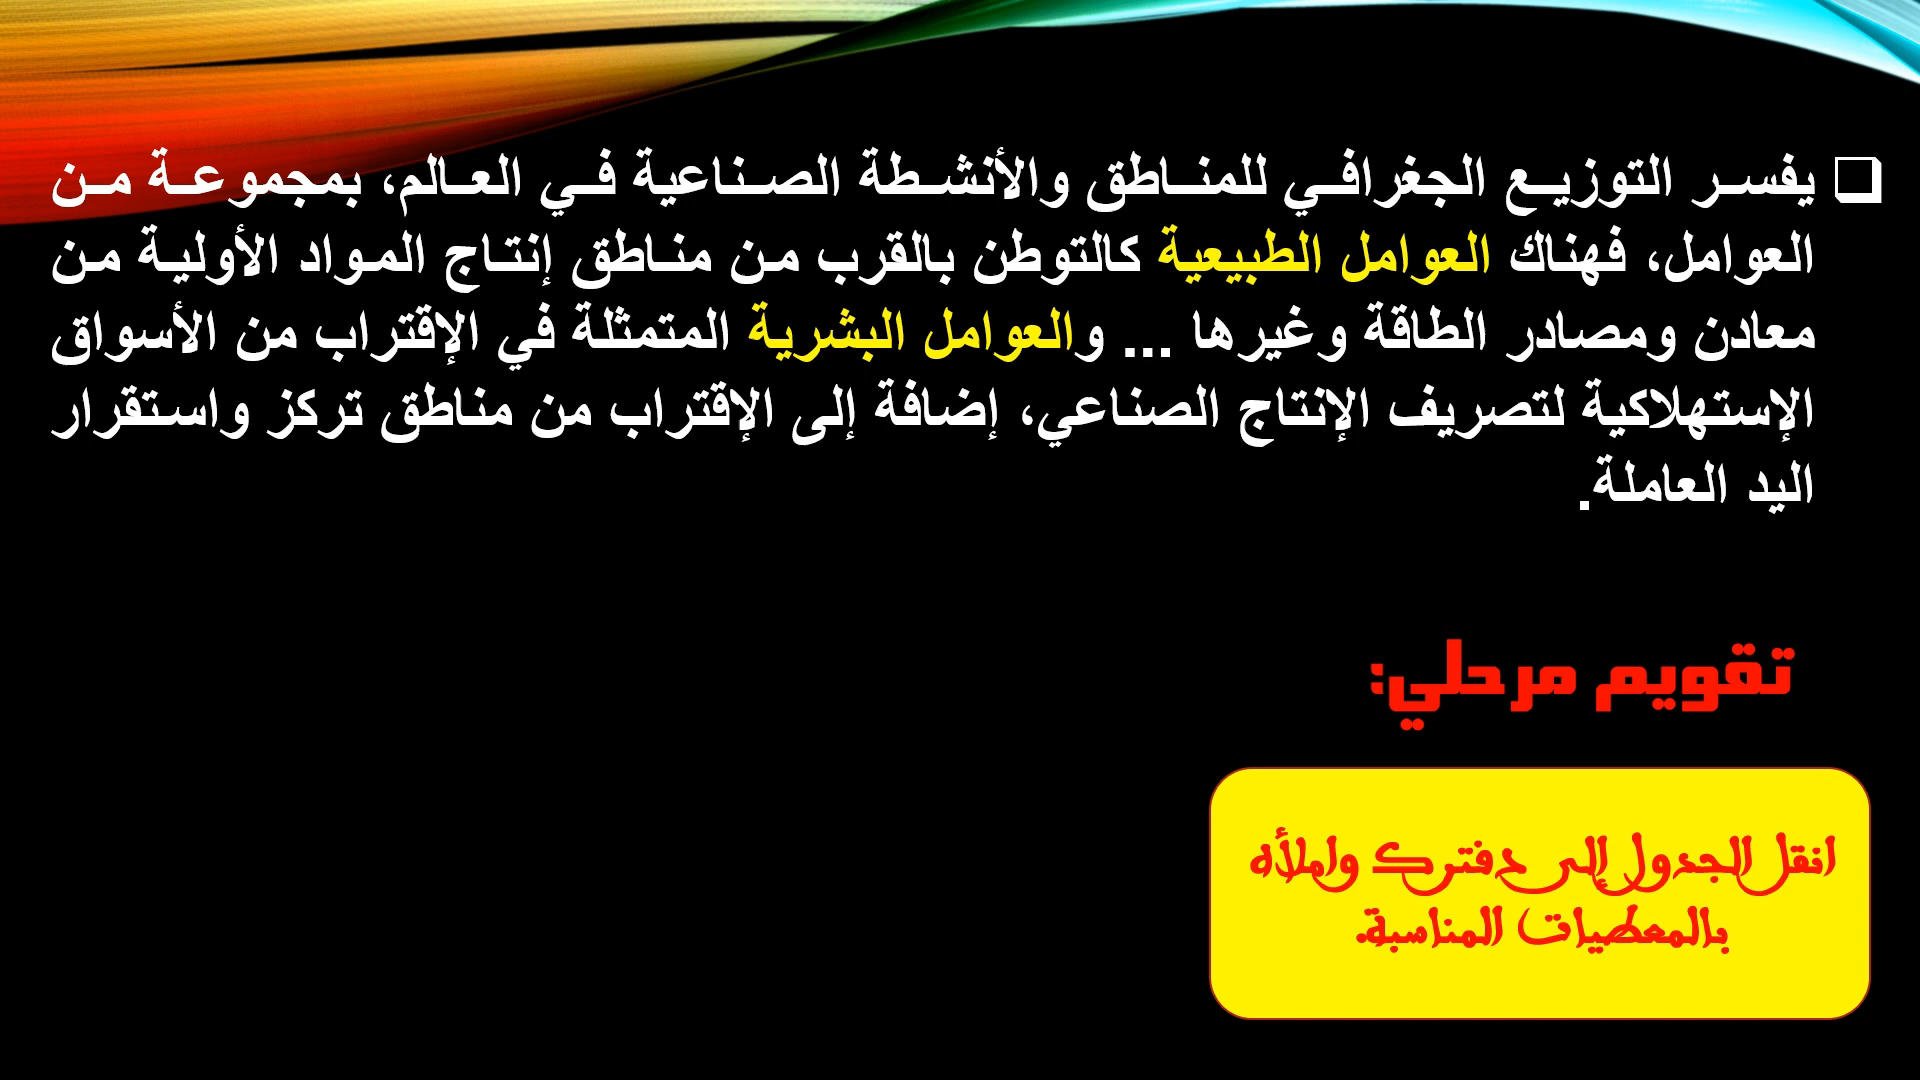 يفسر التوزيع الجغرافي للمناطق والأنشطة الصناعية في العالم، بمجموعة من
العوامل، فهناك العوامل الطبيعية كالتوطن بالقرب من مناطق إنتاج المواد الأولية من
معادن ومصادر الطاقة وغيرها ... والعوامل البشرية المتمثلة في الإقتراب من الأسواق
الإستهلاكية لتصريف الإنتاج الصناعي، إضافة إلى الإقتراب من مناطق تركز واستقرار
اليد العاملة.
تقويم مرحلي:
انقل الجدول إلى دفترك واملأه
بالمعطيات المناسبة.